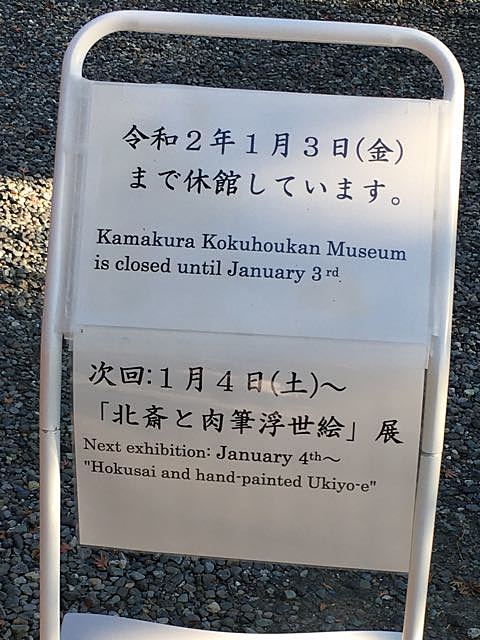 令和２年１月３日(金)
まで休館しています。
Kamakura Kokuhoukan Museum
is closed until January 3rd
次回:１月４日(土)～
「北斎と肉筆浮世絵」展
Next exhibition: January 4th～
"Hokusai and hand-painted Ukiyo-e"